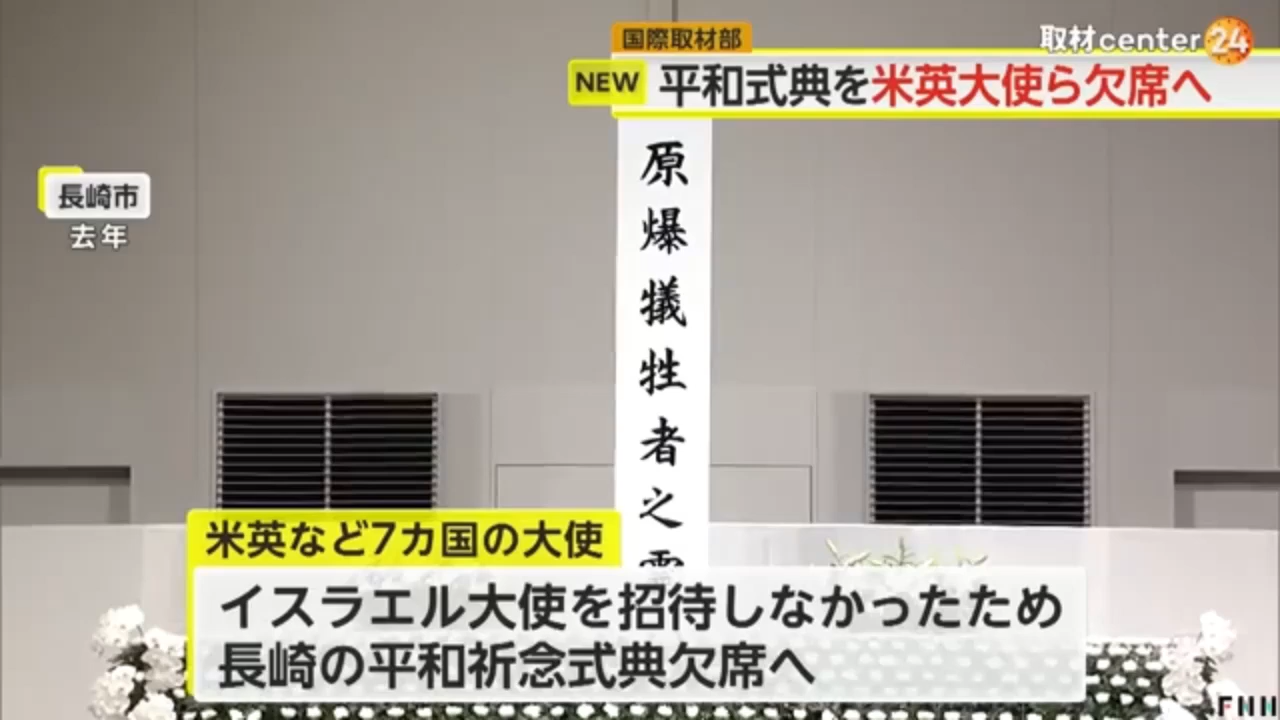 国際取材部
取材center24
NEW 平和式典を米英大使ら欠席へ
長崎市
去年
原爆犠牲者之霊
米英など7カ国の大使
イスラエル大使を招待しなかったため
長崎の平和祈念式典欠席へ
FNN